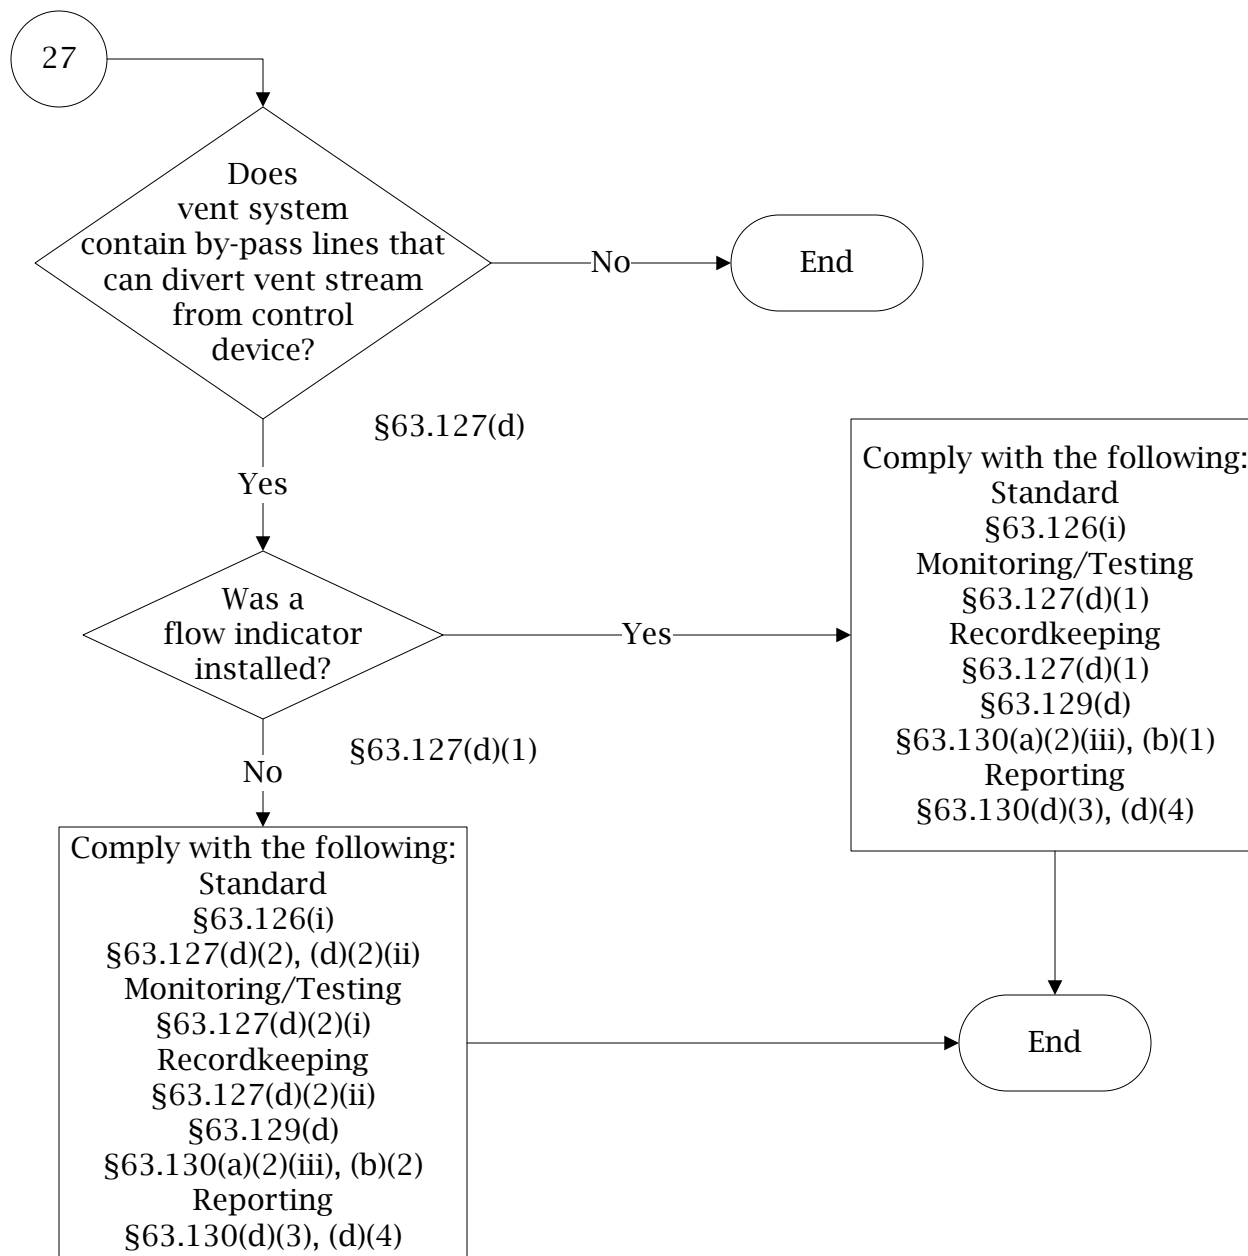 27
Does
vent system
contain by-pass lines that
can divert vent stream
from control
device?
No
End
§63.127(d)
Yes
Was a
flow indicator
installed?
Yes
§63.127(d)(1)
No
Comply with the following:
Standard
§63.126(i)
Monitoring/Testing
§63.127(d)(1)
Recordkeeping
§63.127(d)(1)
§63.129(d)
§63.130(a)(2)(iii), (b)(1)
Reporting
§63.130(d)(3), (d)(4)
Comply with the following:
Standard
§63.126(i)
§63.127(d)(2), (d)(2)(ii)
Monitoring/Testing
§63.127(d)(2)(i)
Recordkeeping
§63.127(d)(2)(ii)
§63.129(d)
§63.130(a)(2)(iii), (b)(2)
Reporting
§63.130(d)(3), (d)(4)
End